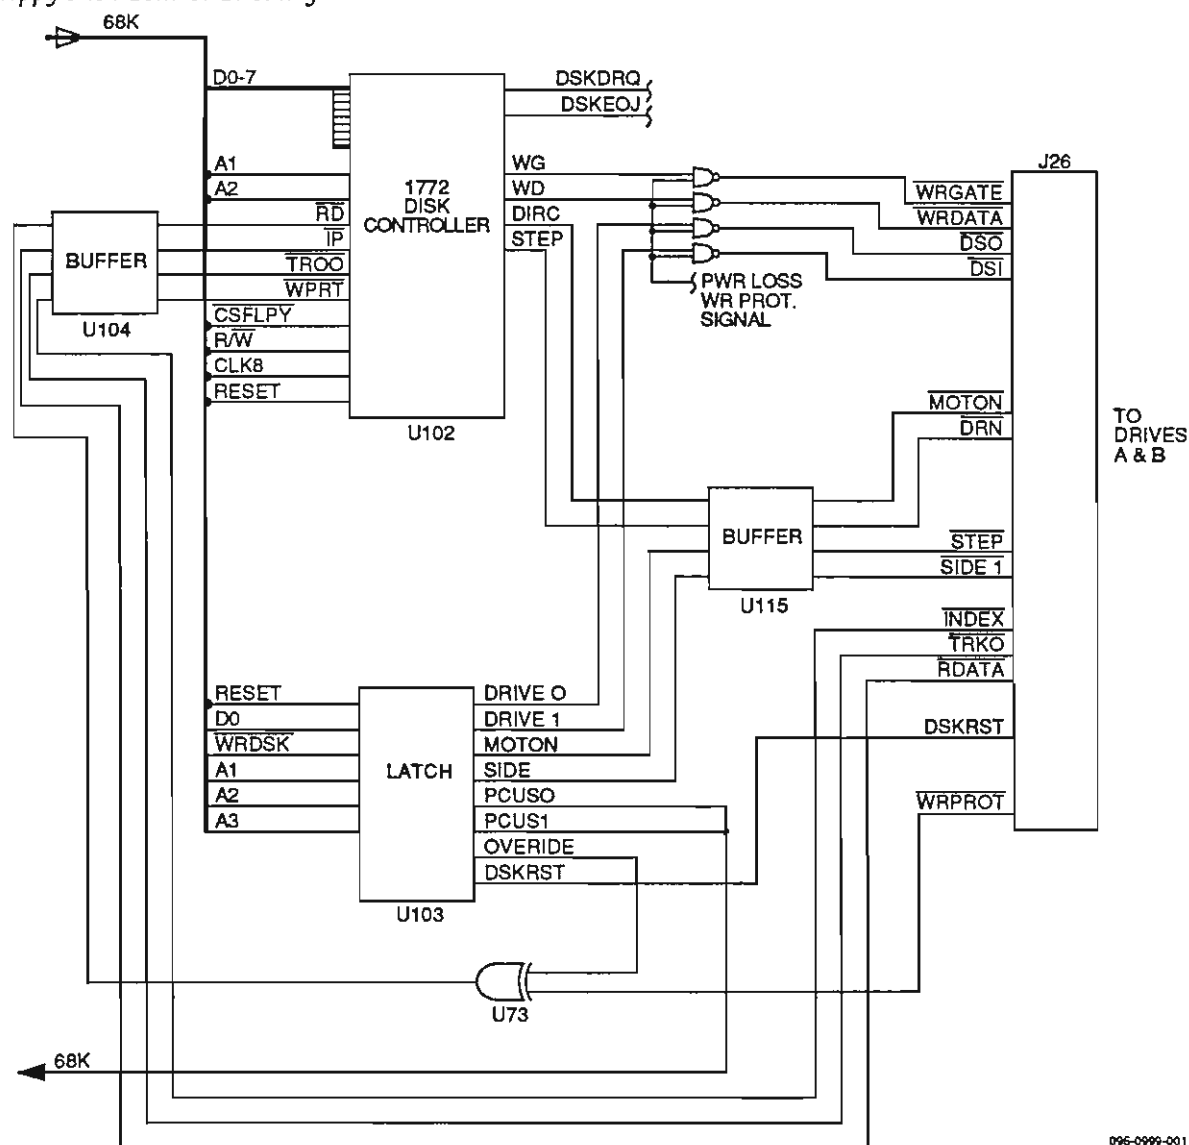 68K
D0-7
DSKDRQ
DSKEOJ
J26
A1
WG
A2
1772
DISK
CONTROLLER
WD
WRGATE
RD
DIRC
WRDATA
IP
STEP
DSO
BUFFER
TROO
DSI
WPRT
PWR LOSS
WR PROT.
SIGNAL
U104
CSFLPY
R/W
CLK8
RESET
MOTON
U102
DRN
TO
DRIVES
A & B
BUFFER
STEP
SIDE 1
U115
INDEX
TRKO
RDATA
RESET
DRIVE O
D0
DRIVE 1
DSKRST
WRDSK
MOTON
LATCH
A1
SIDE
A2
PCUSO
WRPROT
A3
PCUS1
OVERIDE
DSKRST
U103
U73
68K
096-0999-001